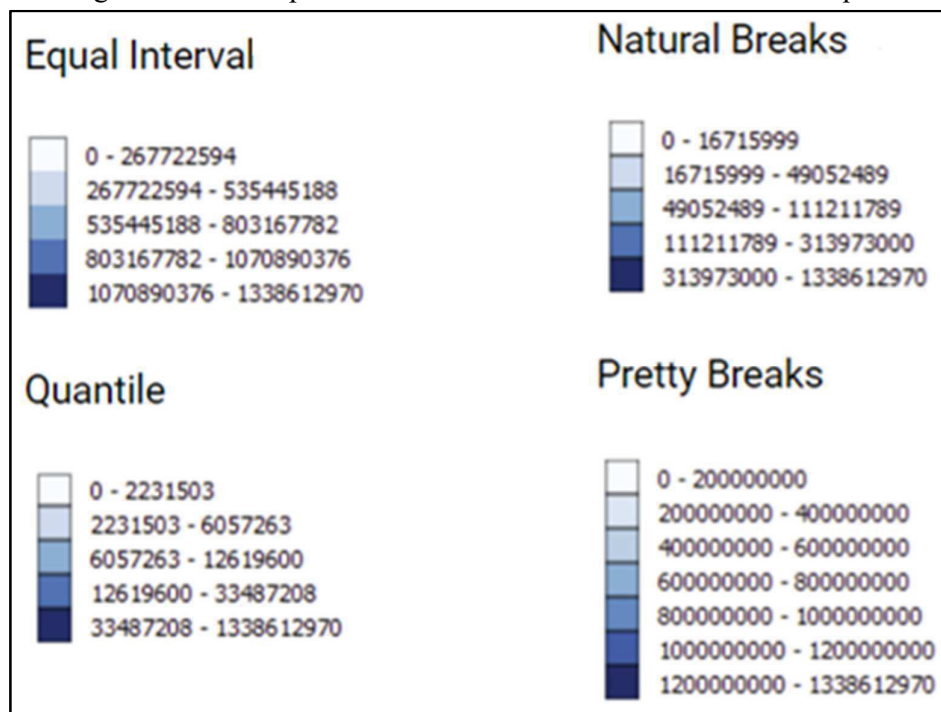 Equal Interval
0 - 267722594
267722594 - 535445188
535445188 - 803167782
803167782 - 1070890376
1070890376 - 1338612970
Natural Breaks
0 - 16715999
16715999 - 49052489
49052489 - 111211789
111211789 - 313973000
313973000 - 1338612970
Quantile
0 - 2231503
2231503 - 6057263
6057263 - 12619600
12619600 - 33487208
33487208 - 1338612970
Pretty Breaks
0 - 200000000
200000000 - 400000000
400000000 - 600000000
600000000 - 800000000
800000000 - 1000000000
1000000000 - 1200000000
1200000000 - 1338612970